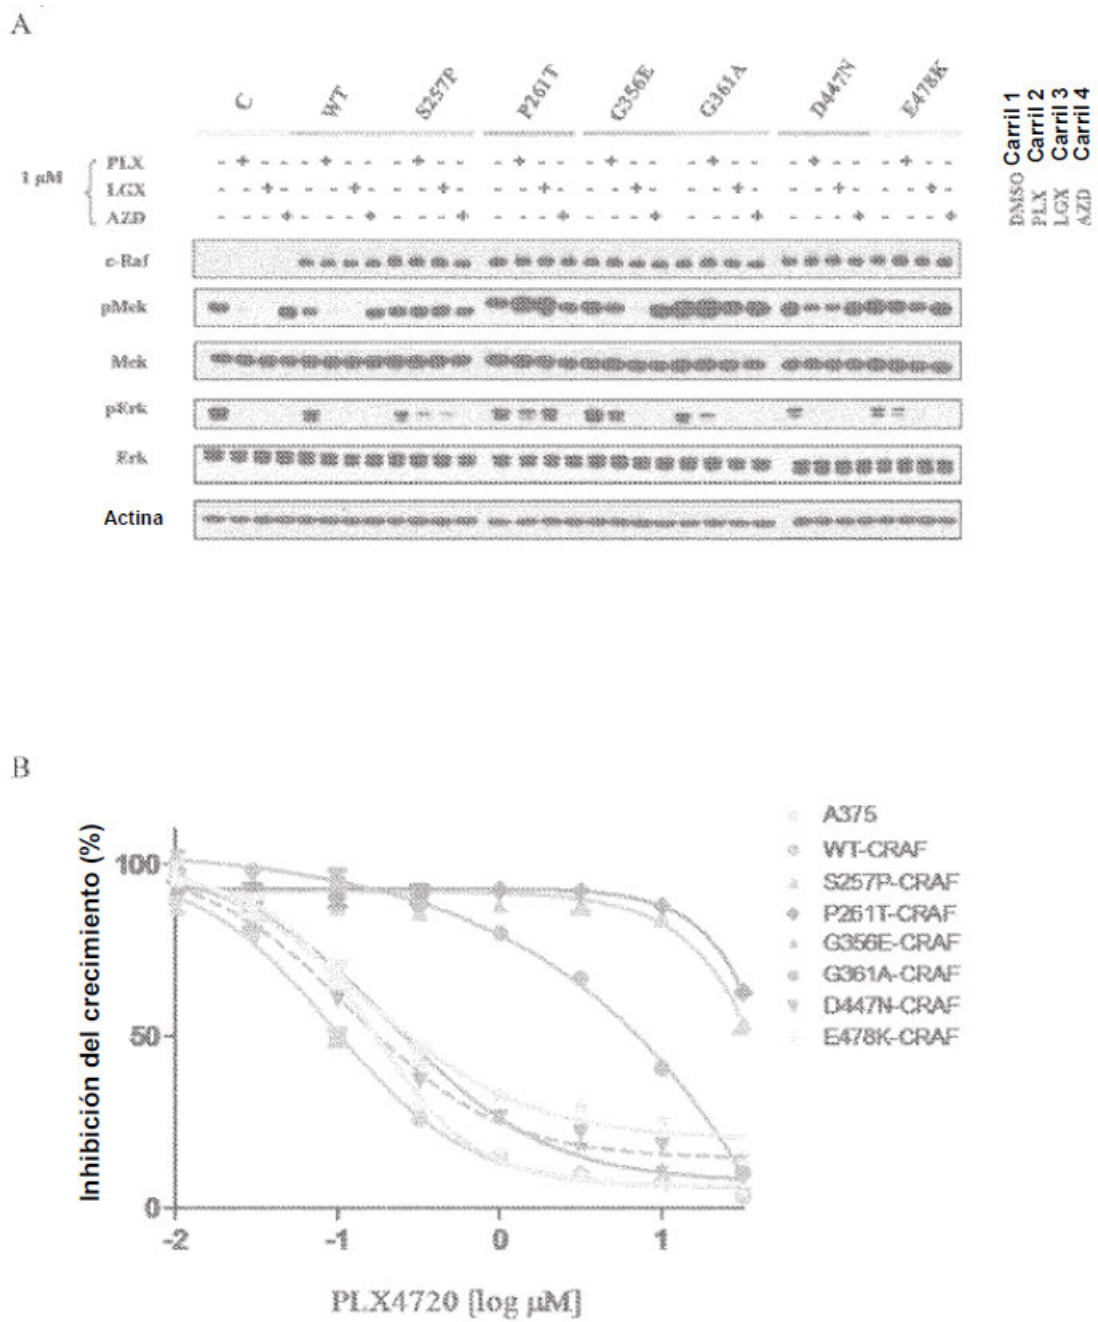 A
C WT S257P P261T G356E G361A D447N E478K
1 µM
PLX - + - - - + - - - + - - - + - - - + - - - + - - - + - - - + - -
LGX - - + - - - + - - - + - - - + - - - + - - - + - - - + - - - + -
AZD - - - + - - - + - - - + - - - + - - - + - - - + - - - + - - - +
DMSO Carril 1
PLX Carril 2
LGX Carril 3
AZD Carril 4
c-Raf
pMek
Mek
pErk
Erk
Actina
B
Inhibición del crecimiento (%)
100
50
0
-2 -1 0 1
PLX4720 [log µM]
A375
WT-CRAF
S257P-CRAF
P261T-CRAF
G356E-CRAF
G361A-CRAF
D447N-CRAF
E478K-CRAF